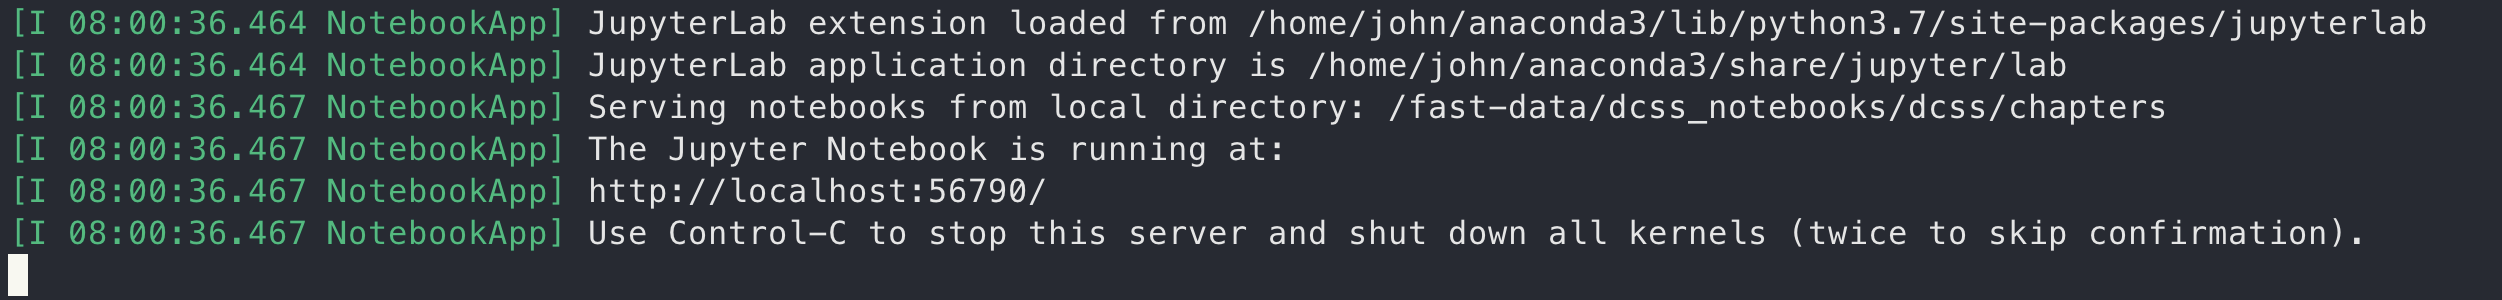 [I 08:00:36.464 NotebookApp] JupyterLab extension loaded from /home/john/anaconda3/lib/python3.7/site-packages/jupyterlab
[I 08:00:36.464 NotebookApp] JupyterLab application directory is /home/john/anaconda3/share/jupyter/lab
[I 08:00:36.467 NotebookApp] Serving notebooks from local directory: /fast-data/dcss_notebooks/dcss/chapters
[I 08:00:36.467 NotebookApp] The Jupyter Notebook is running at:
[I 08:00:36.467 NotebookApp] http://localhost:56790/
[I 08:00:36.467 NotebookApp] Use Control-C to stop this server and shut down all kernels (twice to skip confirmation).